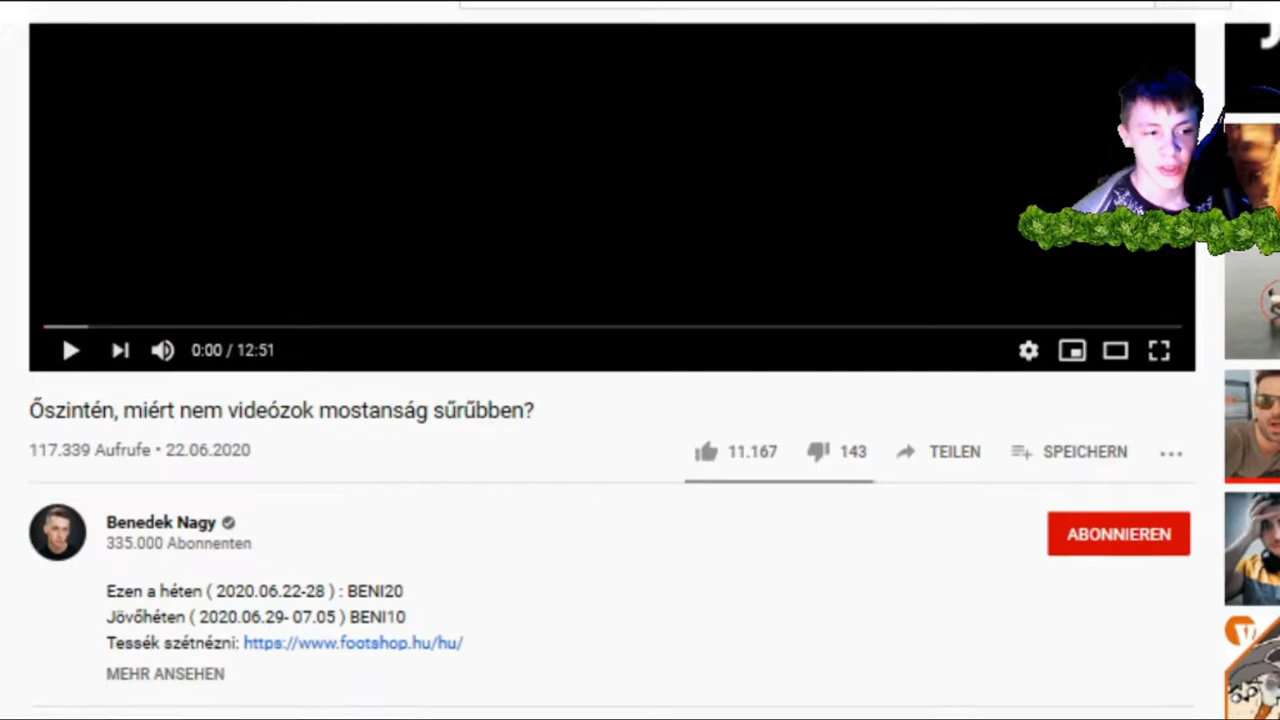 0:00 / 12:51
Őszintén, miért nem videózok mostanság sűrűbben?
117.339 Aufrufe • 22.06.2020
11.167
143
TEILEN
SPEICHERN
Benedek Nagy
335.000 Abonnenten
ABONNIEREN
Ezen a héten ( 2020.06.22-28 ) : BENI20
Jövőhéten ( 2020.06.29- 07.05 ) BENI10
Tessék szétnézni: https://www.footshop.hu/hu/
MEHR ANSEHEN